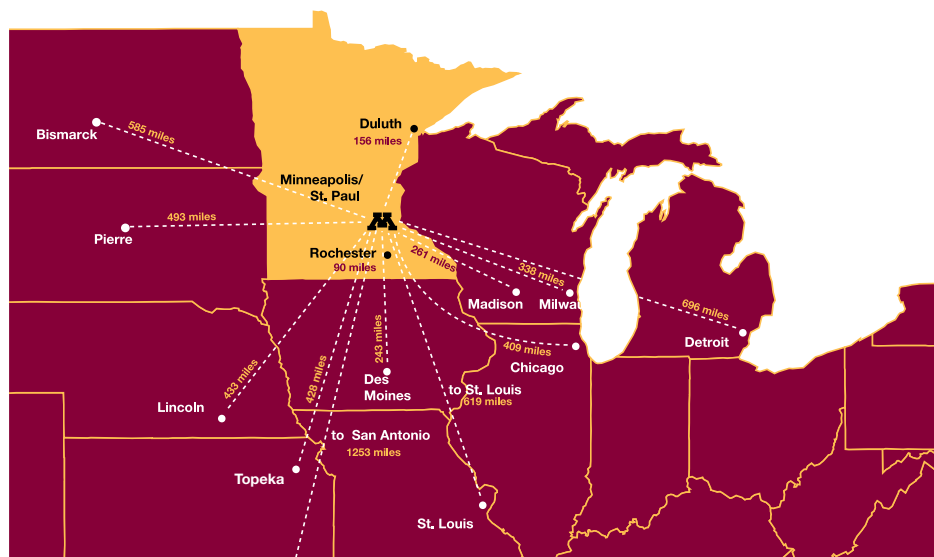 Duluth
156 miles
585 miles
Bismarck
Minneapolis/
St. Paul
493 miles
Pierre
M
Rochester
90 miles
261 miles
338 miles
Madison
Milwau
696 miles
Detroit
409 miles
Chicago
243 miles
433 miles
428 miles
Des
Moines
to St. Louis
619 miles
Lincoln
to San Antonio
1253 miles
Topeka
St. Louis